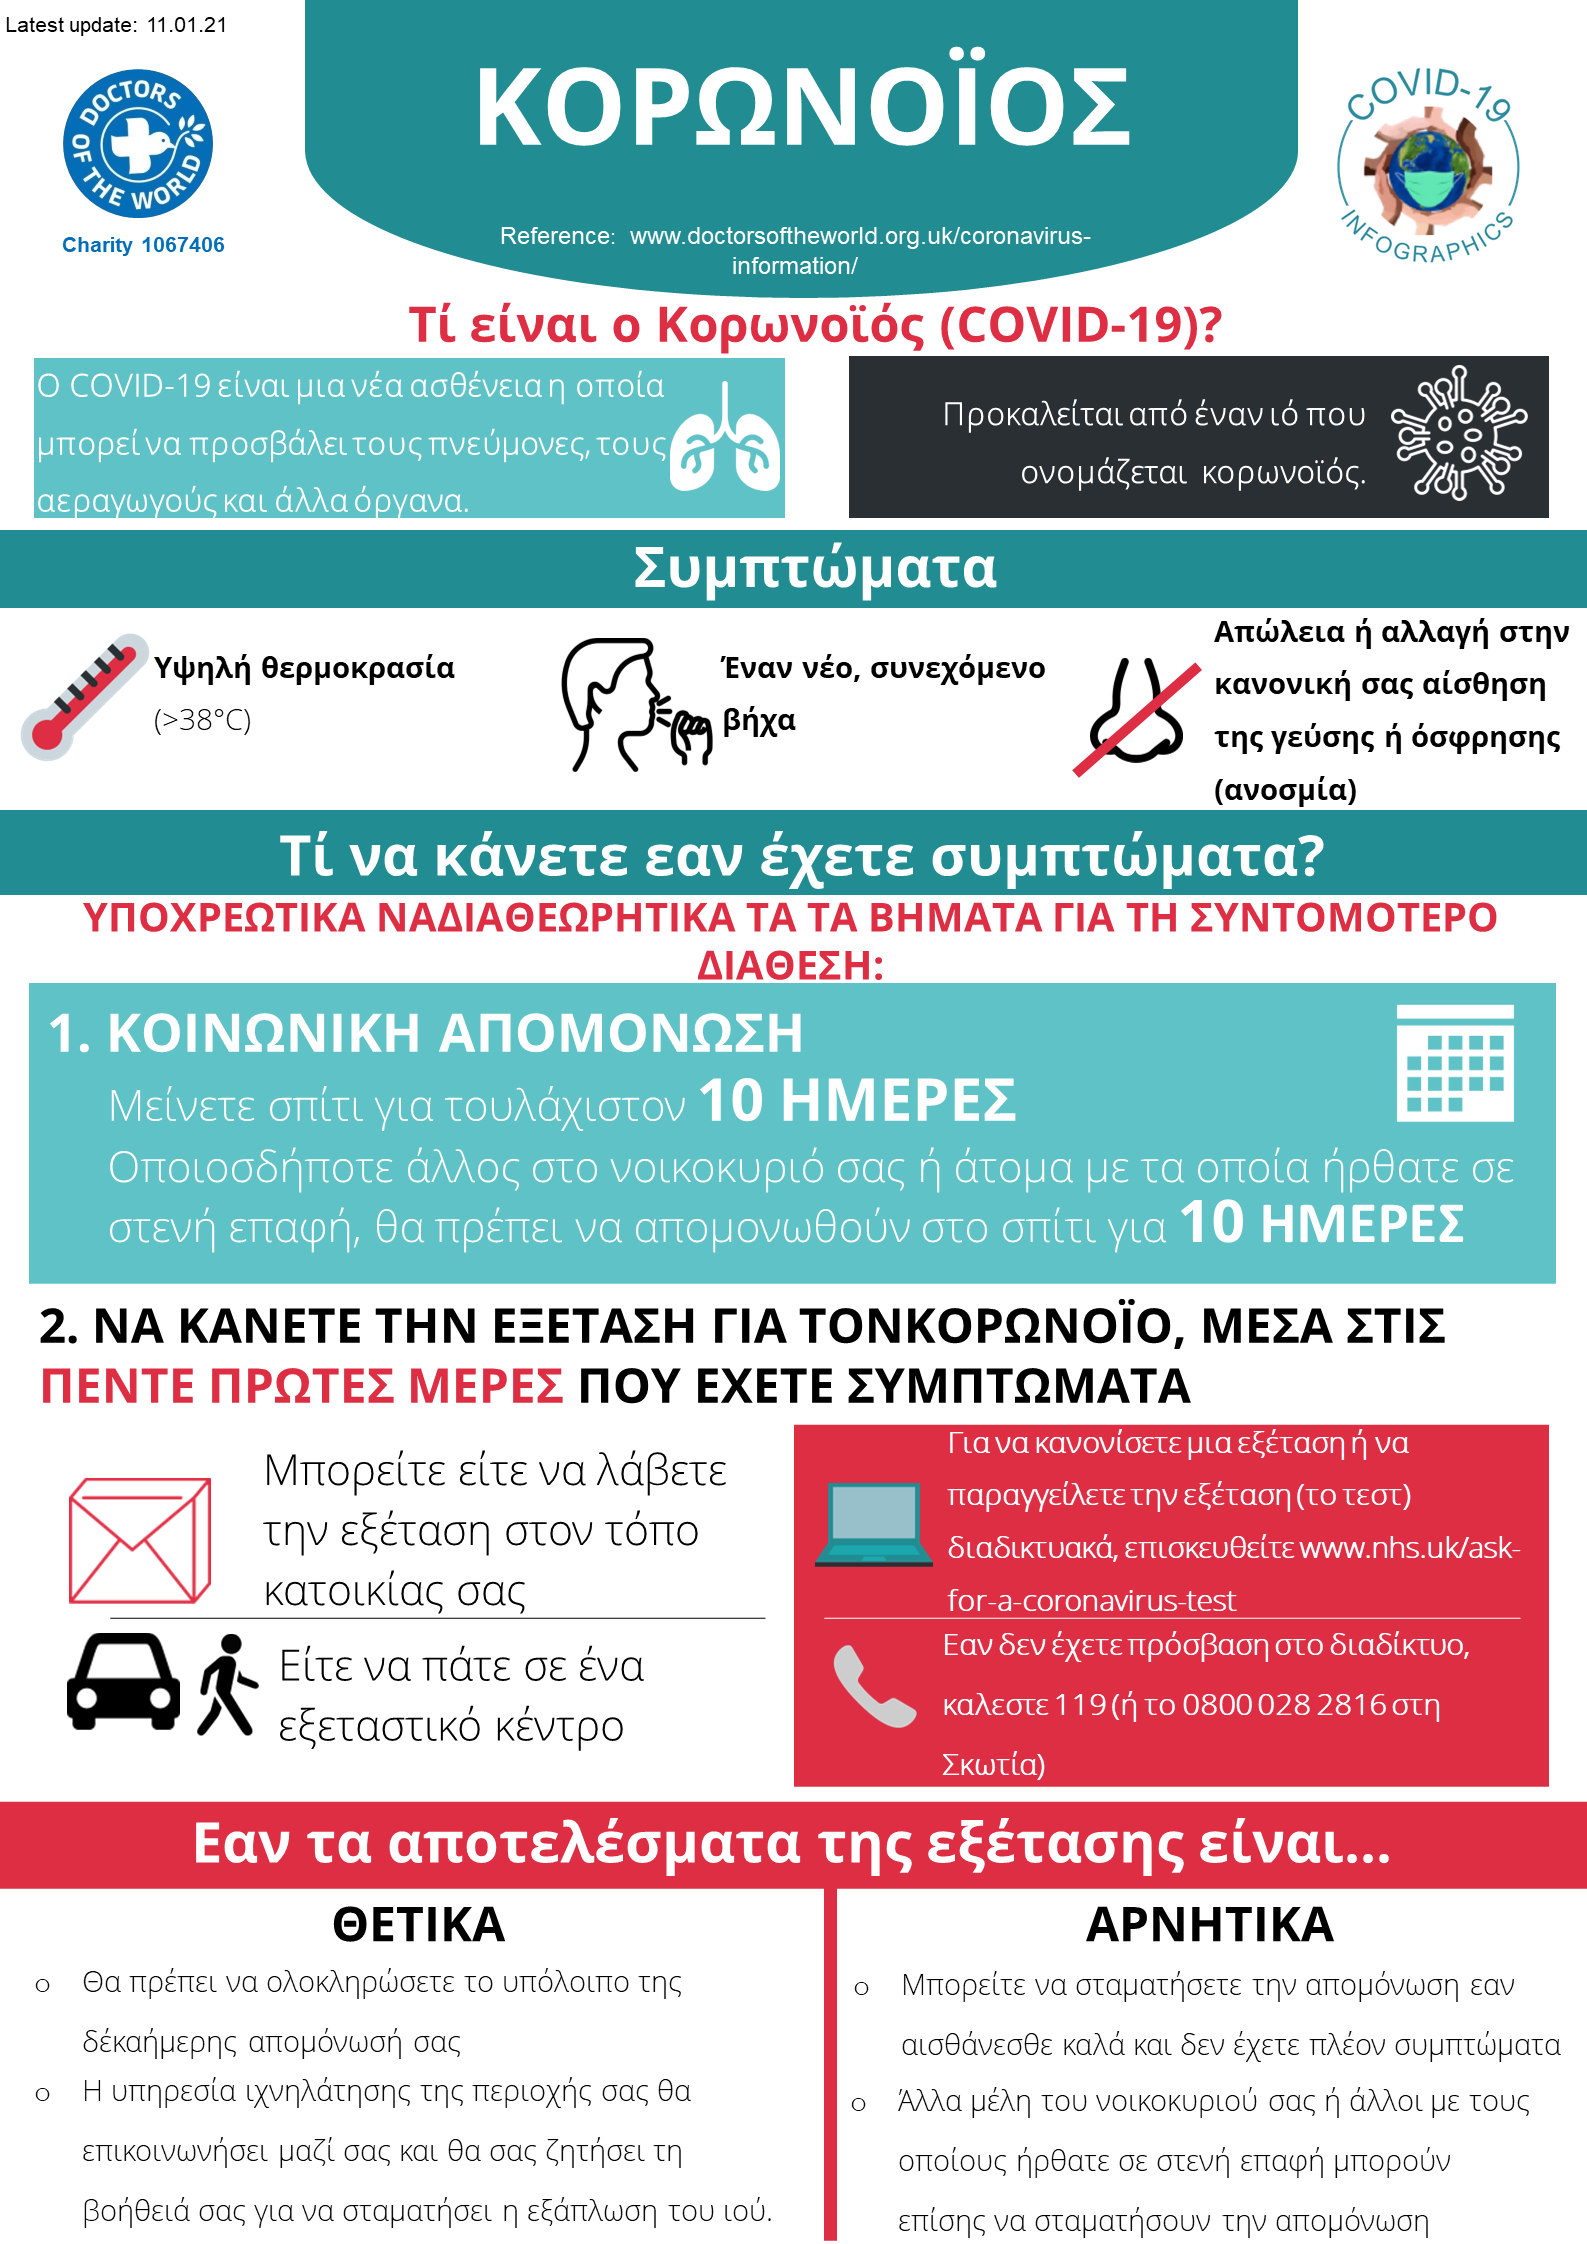 Latest update: 11.01.21
DOCTORS OF THE WORLD
Charity 1067406
ΚΟΡΩΝΟΪΟΣ
Reference: www.doctorsoftheworld.org.uk/coronavirus-
information/
COVID-19
INFOGRAPHICS
Τί είναι ο Κορωνοϊός (COVID-19)?
Ο COVID-19 είναι μια νέα ασθένεια η οποία
μπορεί να προσβάλει τους πνεύμονες, τους
αεραγωγούς και άλλα όργανα.
Προκαλείται από έναν ιό που
ονομάζεται κορωνοϊός.
Συμπτώματα
Υψηλή θερμοκρασία
(>38°C)
Έναν νέο, συνεχόμενο
βήχα
Απώλεια ή αλλαγή στην
κανονική σας αίσθηση
της γεύσης ή όσφρησης
(ανοσμία)
Τί να κάνετε εαν έχετε συμπτώματα?
ΥΠΟΧΡΕΩΤΙΚΑ ΝΑΔΙΑΘΕΩΡΗΤΙΚΑ ΤΑ ΤΑ ΒΗΜΑΤΑ ΓΙΑ ΤΗ ΣΥΝΤΟΜΟΤΕΡΟ
ΔΙΑΘΕΣΗ:
1. ΚΟΙΝΩΝΙΚΗ ΑΠΟΜΟΝΩΣΗ
Μείνετε σπίτι για τουλάχιστον 10 ΗΜΕΡΕΣ
Οποιοσδήποτε άλλος στο νοικοκυριό σας ή άτομα με τα οποία ήρθατε σε
στενή επαφή, θα πρέπει να απομονωθούν στο σπίτι για 10 ΗΜΕΡΕΣ
2. ΝΑ ΚΑΝΕΤΕ ΤΗΝ ΕΞΕΤΑΣΗ ΓΙΑ ΤΟΝΚΟΡΩΝΟΪΟ, ΜΕΣΑ ΣΤΙΣ
ΠΕΝΤΕ ΠΡΩΤΕΣ ΜΕΡΕΣ ΠΟΥ ΕΧΕΤΕ ΣΥΜΠΤΩΜΑΤΑ
Μπορείτε είτε να λάβετε
την εξέταση στον τόπο
κατοικίας σας
Είτε να πάτε σε ένα
εξεταστικό κέντρο
Για να κανονίσετε μια εξέταση ή να
παραγγείλετε την εξέταση (το τεστ)
διαδικτυακά, επισκευθείτε www.nhs.uk/ask-
for-a-coronavirus-test
Εαν δεν έχετε πρόσβαση στο διαδίκτυο,
καλεστε 119 (ή το 0800 028 2816 στη
Σκωτία)
Εαν τα αποτελέσματα της εξέτασης είναι...
ΘΕΤΙΚΑ
o Θα πρέπει να ολοκληρώσετε το υπόλοιπο της
δέκαήμερης απομόνωσή σας
o Η υπηρεσία ιχνηλάτησης της περιοχής σας θα
επικοινωνήσει μαζί σας και θα σας ζητήσει τη
βοήθειά σας για να σταματήσει η εξάπλωση του ιού.
ΑΡΝΗΤΙΚΑ
o Μπορείτε να σταματήσετε την απομόνωση εαν
αισθάνεσθε καλά και δεν έχετε πλέον συμπτώματα
o Άλλα μέλη του νοικοκυριού σας ή άλλοι με τους
οποίους ήρθατε σε στενή επαφή μπορούν
επίσης να σταματήσουν την απομόνωση